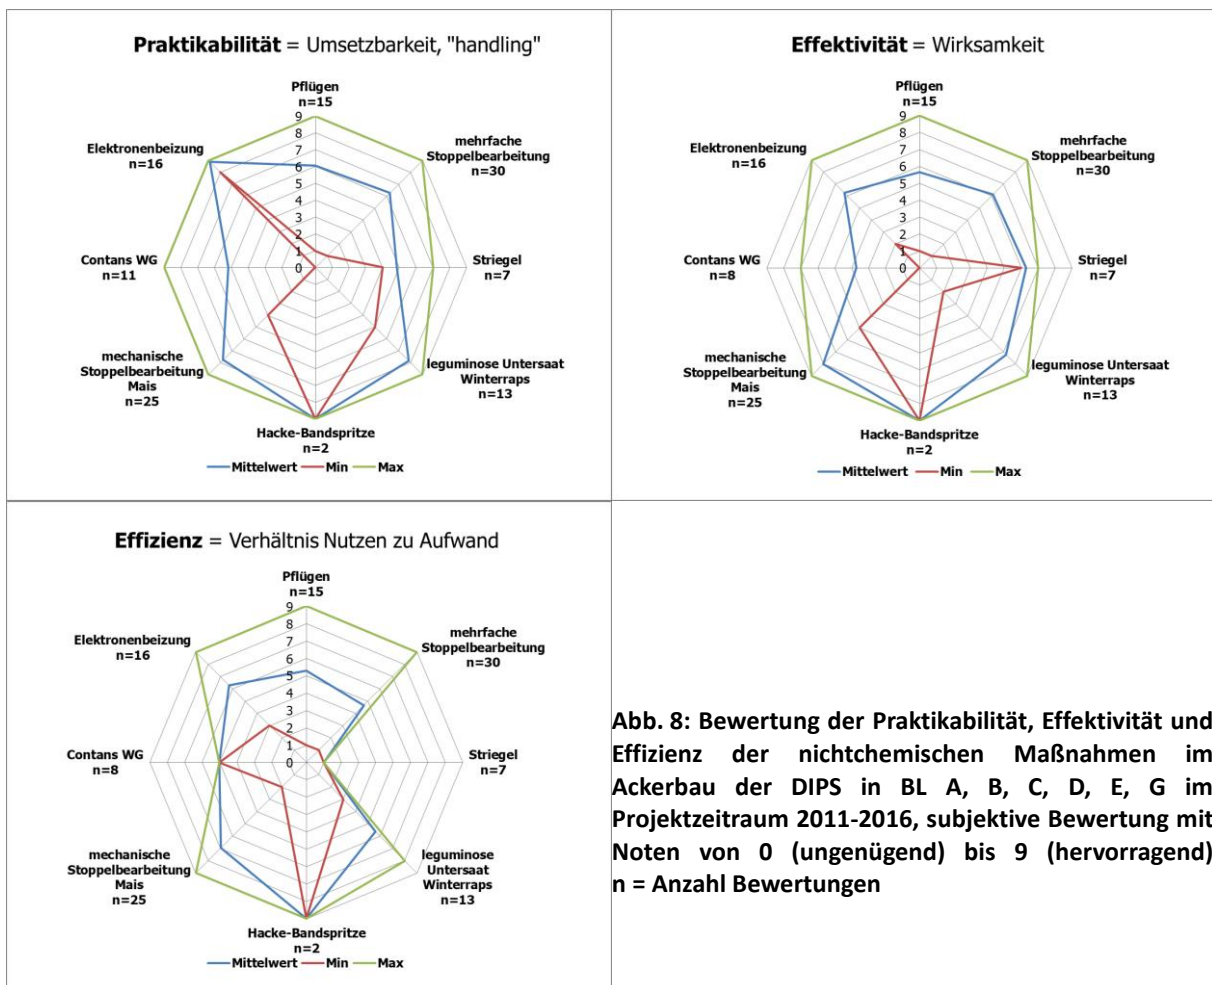 Praktikabilität = Umsetzbarkeit, "handling"
Pflügen
n=15
mehrfache
Stoppelbearbeitung
n=30
Striegel
n=7
leguminose Untersaat
Winterraps
n=13
Hacke-Bandspritze
n=2
mechanische
Stoppelbearbeitung
Mais
n=25
Contans WG
n=11
Elektronenbeizung
n=16
9
8
7
6
5
4
3
2
1
0
Mittelwert Min Max
Effektivität = Wirksamkeit
Pflügen
n=15
mehrfache
Stoppelbearbeitung
n=30
Striegel
n=7
leguminose Untersaat
Winterraps
n=13
Hacke-Bandspritze
n=2
mechanische
Stoppelbearbeitung
Mais
n=25
Contans WG
n=8
Elektronenbeizung
n=16
9
8
7
6
5
4
3
2
1
0
Mittelwert Min Max
Effizienz = Verhältnis Nutzen zu Aufwand
Pflügen
n=15
mehrfache
Stoppelbearbeitung
n=30
Striegel
n=7
leguminose
Untersaat
Winterraps
n=13
Hacke-Bandspritze
n=2
mechanische
Stoppelbearbeitung
Mais
n=25
Contans WG
n=8
Elektronenbeizung
n=16
9
8
7
6
5
4
3
2
1
0
Mittelwert Min Max
Abb. 8: Bewertung der Praktikabilität, Effektivität und
Effizienz der nichtchemischen Maßnahmen im
Ackerbau der DIPS in BL A, B, C, D, E, G im
Projektzeitraum 2011-2016, subjektive Bewertung mit
Noten von 0 (ungenügend) bis 9 (hervorragend)
n = Anzahl Bewertungen